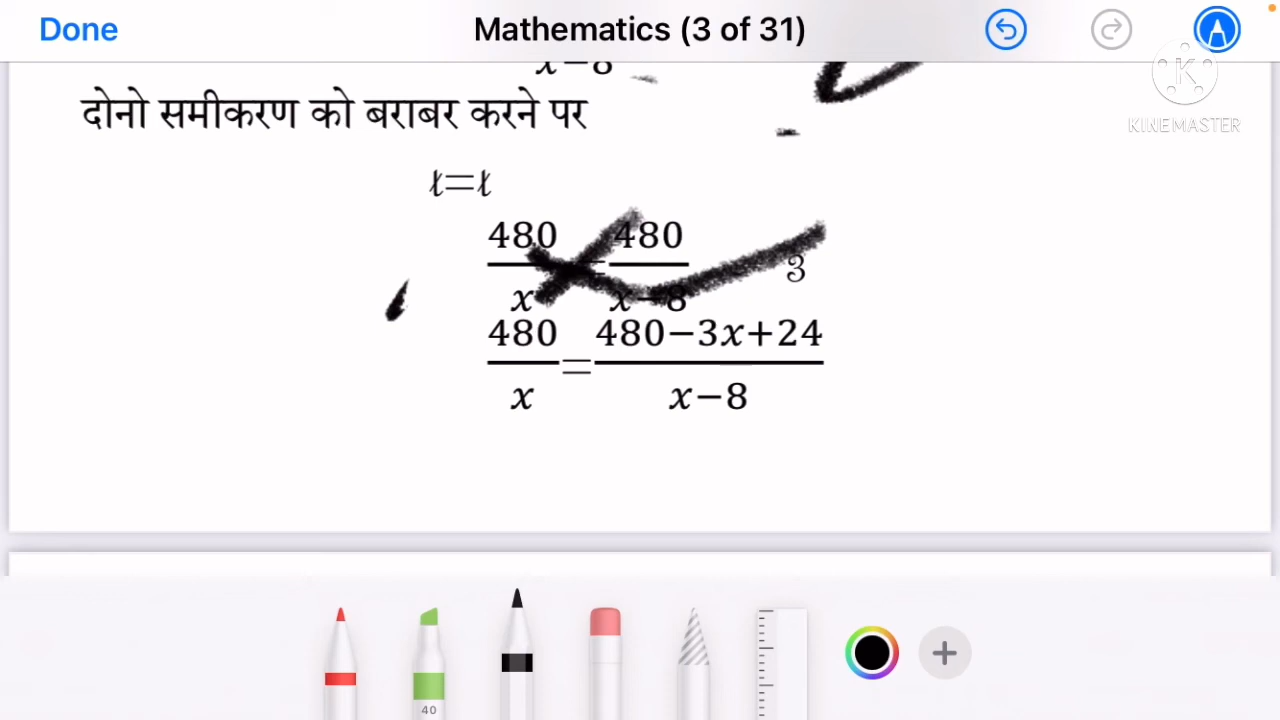 Done
Mathematics (3 of 31)
x−8
दोनो समीकरण को बराबर करने पर
KINEMASTER
t=t
480/x = 480/x−8 3
480/x = 480−3x+24/x−8
40